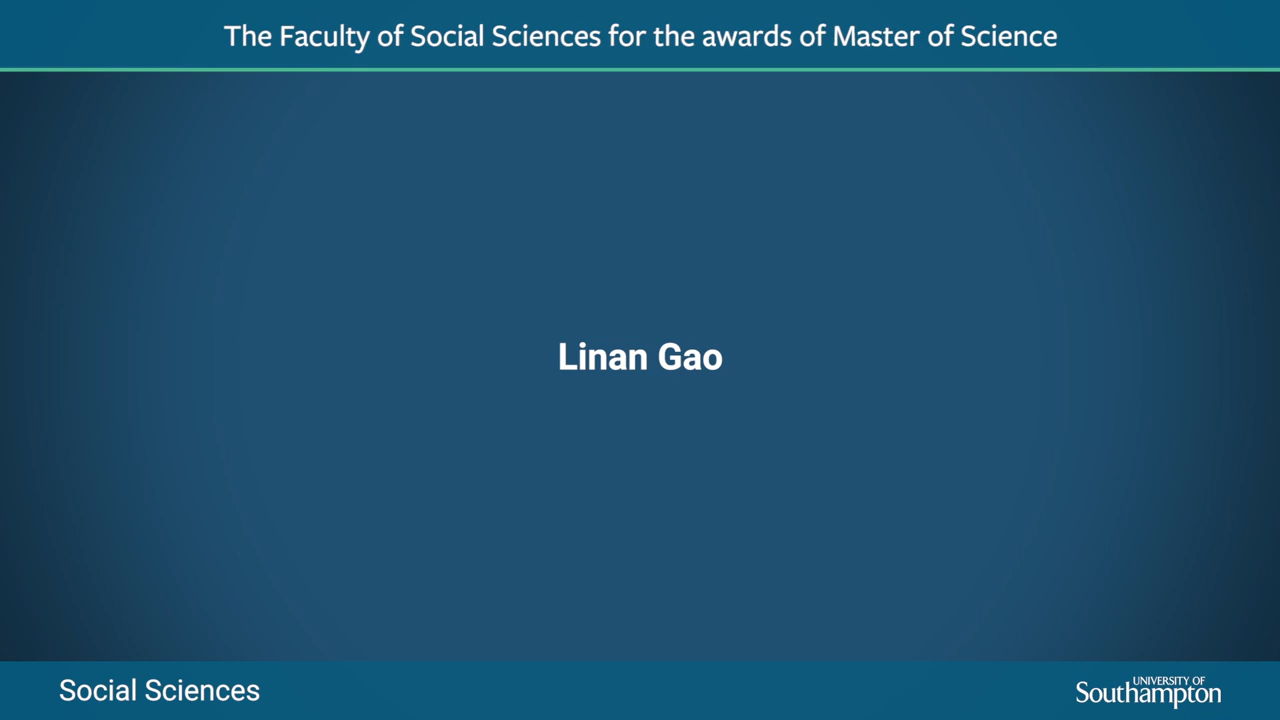 The Faculty of Social Sciences for the awards of Master of Science
Linan Gao
Social Sciences
UNIVERSITY OF
Southampton